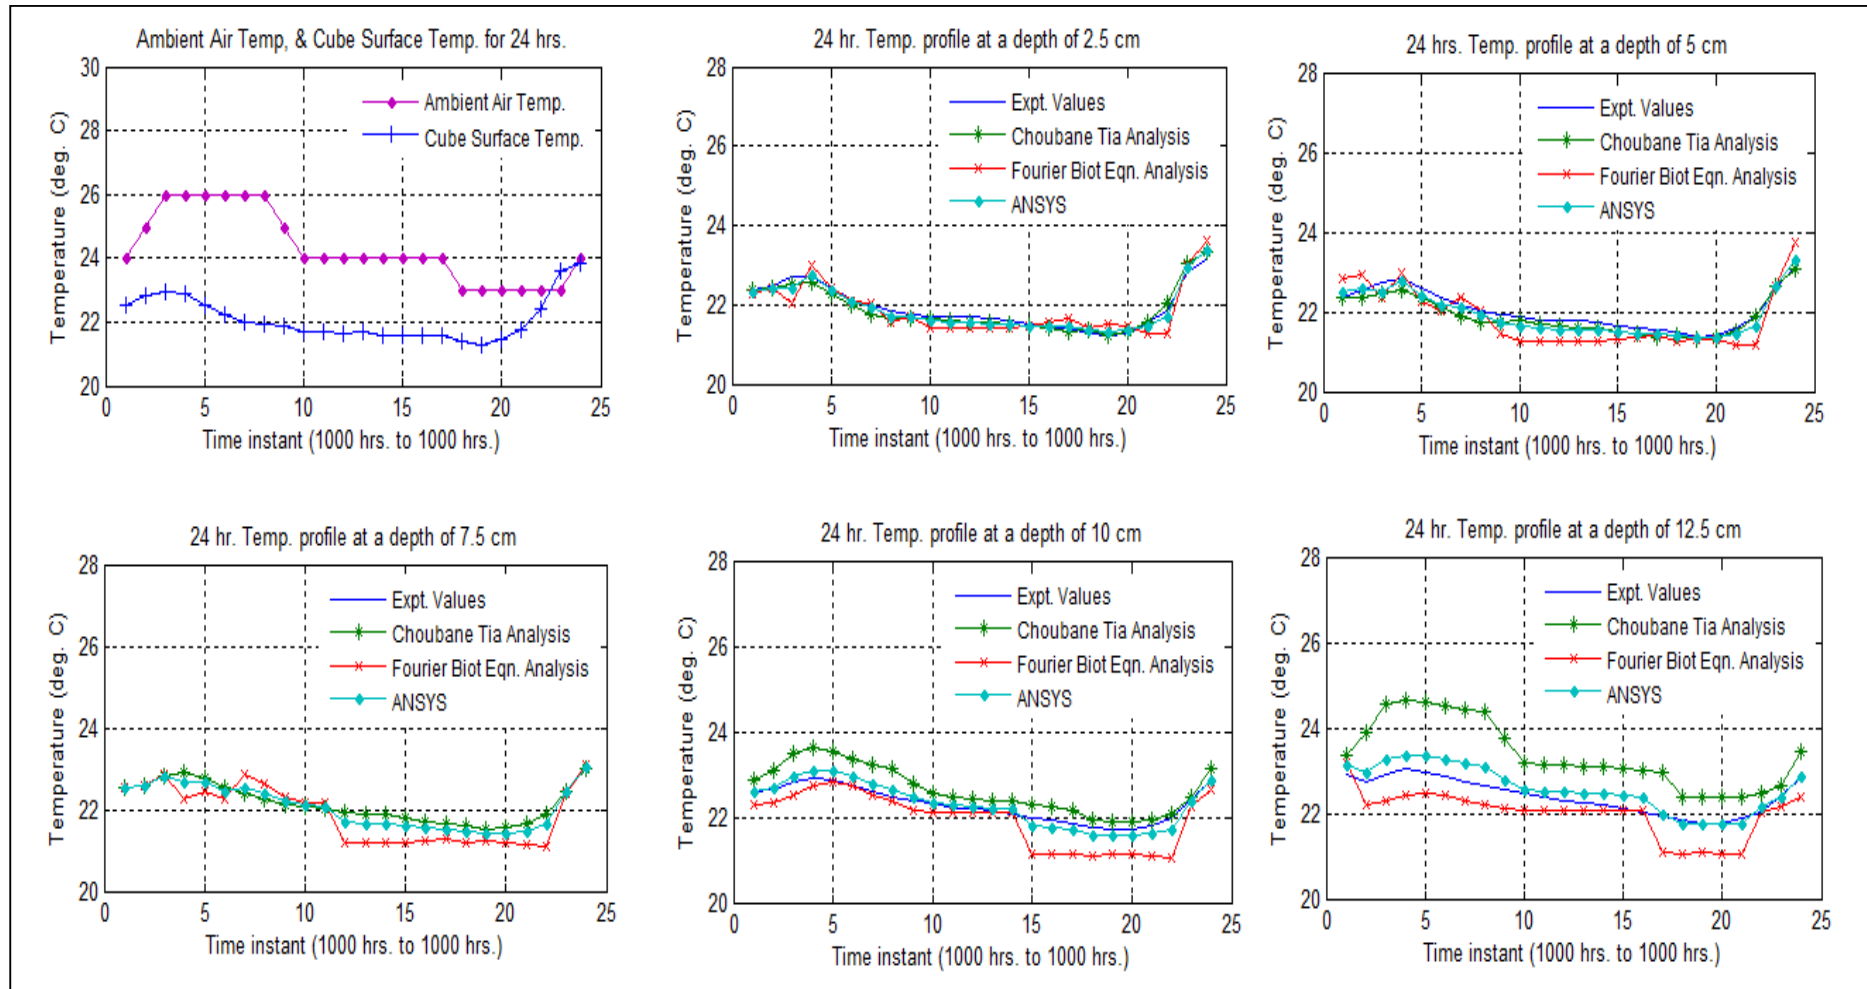 Ambient Air Temp, & Cube Surface Temp. for 24 hrs.
30
28
26
24
22
20
0
5
10
15
20
25
Temperature (deg. C)
Time instant (1000 hrs. to 1000 hrs.)
Ambient Air Temp.
Cube Surface Temp.
24 hr. Temp. profile at a depth of 2.5 cm
28
26
24
22
20
0
5
10
15
20
25
Temperature (deg. C)
Time instant (1000 hrs. to 1000 hrs.)
Expt. Values
Choubane Tia Analysis
Fourier Biot Eqn. Analysis
ANSYS
24 hrs. Temp. profile at a depth of 5 cm
28
26
24
22
20
0
5
10
15
20
25
Temperature (deg. C)
Time instant (1000 hrs. to 1000 hrs.)
Expt. Values
Choubane Tia Analysis
Fourier Biot Eqn. Analysis
ANSYS
24 hr. Temp. profile at a depth of 7.5 cm
28
26
24
22
20
0
5
10
15
20
25
Temperature (deg. C)
Time instant (1000 hrs. to 1000 hrs.)
Expt. Values
Choubane Tia Analysis
Fourier Biot Eqn. Analysis
ANSYS
24 hr. Temp. profile at a depth of 10 cm
28
26
24
22
20
0
5
10
15
20
25
Temperature (deg. C)
Time instant (1000 hrs. to 1000 hrs.)
Expt. Values
Choubane Tia Analysis
Fourier Biot Eqn. Analysis
ANSYS
24 hr. Temp. profile at a depth of 12.5 cm
28
26
24
22
20
0
5
10
15
20
25
Temperature (deg. C)
Time instant (1000 hrs. to 1000 hrs.)
Expt. Values
Choubane Tia Analysis
Fourier Biot Eqn. Analysis
ANSYS